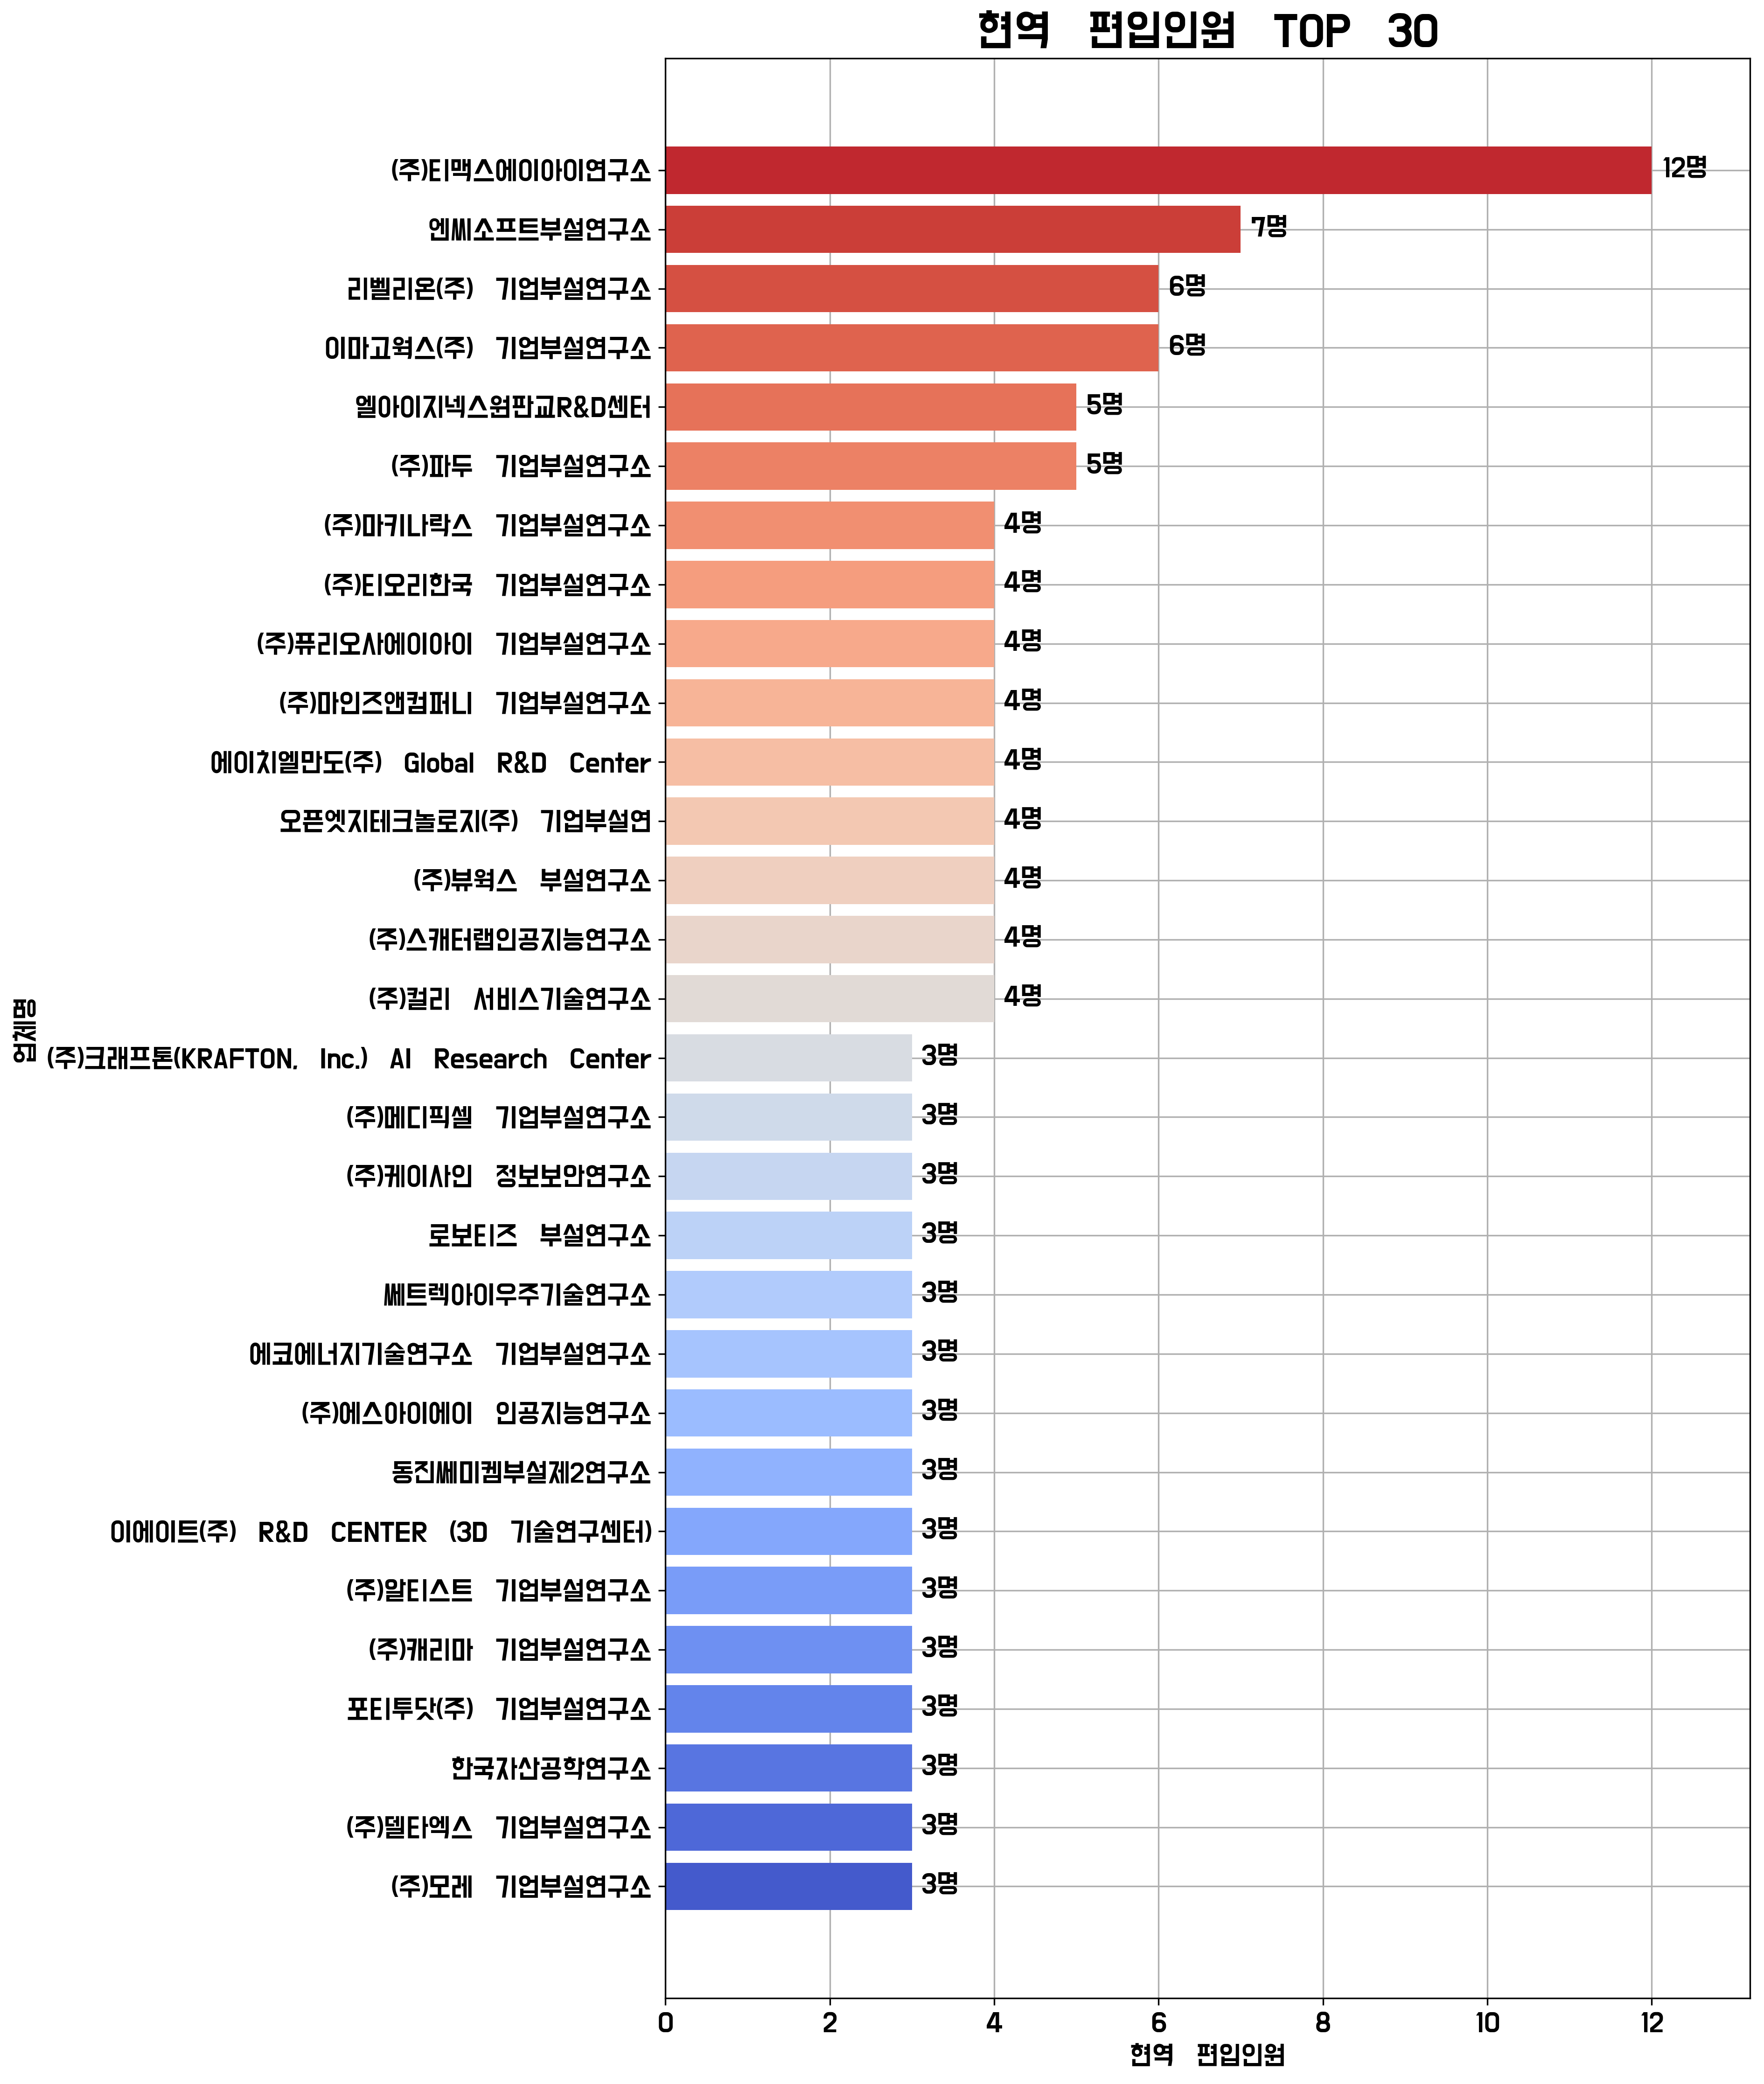 현역 편입인원 TOP 30
(주)티맥스에이아이연구소 12명
엔씨소프트부설연구소 7명
리벨리온(주) 기업부설연구소 6명
이마고웍스(주) 기업부설연구소 6명
엘아이지넥스원판교R&D센터 5명
(주)파두 기업부설연구소 5명
(주)마키나락스 기업부설연구소 4명
(주)티오리한국 기업부설연구소 4명
(주)퓨리오사에이아이 기업부설연구소 4명
(주)마인즈앤컴퍼니 기업부설연구소 4명
에이치엘만도(주) Global R&D Center 4명
오픈엣지테크놀로지(주) 기업부설연 4명
(주)뷰웍스 부설연구소 4명
(주)스캐터랩인공지능연구소 4명
(주)컬리 서비스기술연구소 4명
업체명
(주)크래프톤(KRAFTON, Inc.) AI Research Center 3명
(주)메디픽셀 기업부설연구소 3명
(주)케이사인 정보보안연구소 3명
로보티즈 부설연구소 3명
쎄트렉아이우주기술연구소 3명
에코에너지기술연구소 기업부설연구소 3명
(주)에스아이에이 인공지능연구소 3명
동진쎄미켐부설제2연구소 3명
이에이트(주) R&D CENTER (3D 기술연구센터) 3명
(주)알티스트 기업부설연구소 3명
(주)캐리마 기업부설연구소 3명
포티투닷(주) 기업부설연구소 3명
한국자산공학연구소 3명
(주)델타엑스 기업부설연구소 3명
(주)모레 기업부설연구소 3명
0 2 4 6 8 10 12
현역 편입인원